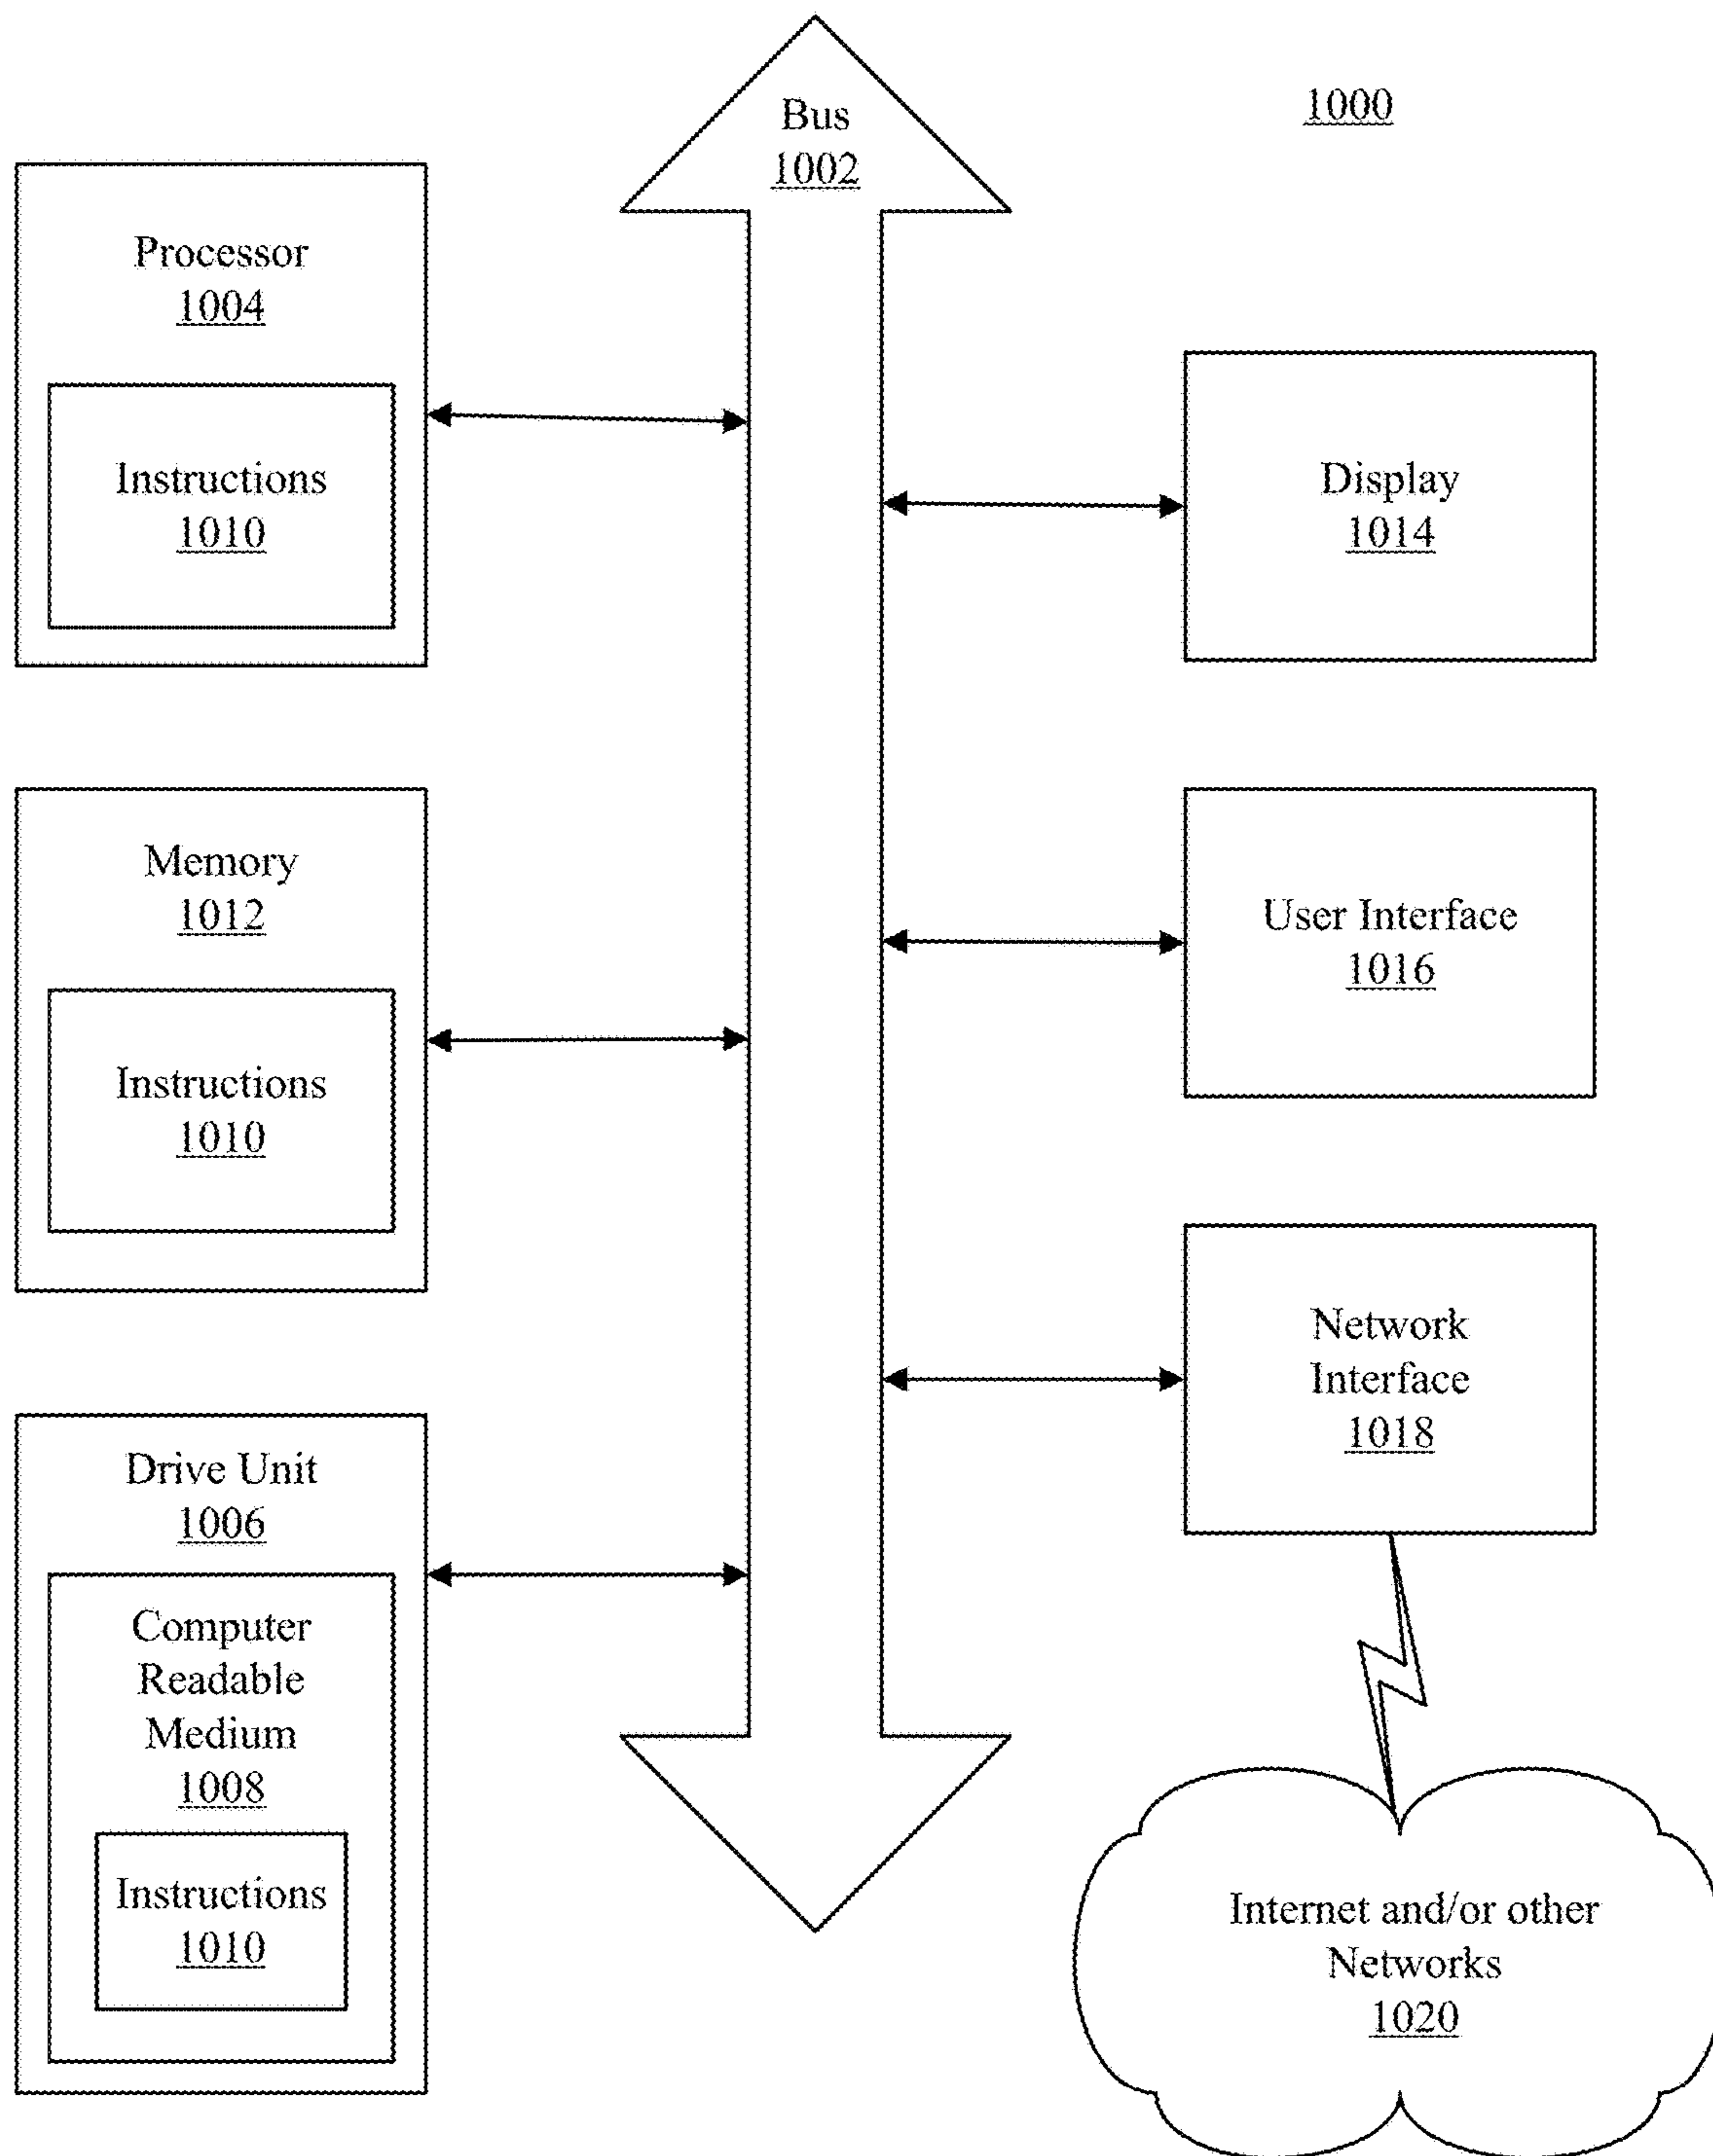 1000
Bus
1002
Processor
1004
Instructions
1010
Display
1014
Memory
1012
Instructions
1010
User Interface
1016
Network
Interface
1018
Drive Unit
1006
Computer
Readable
Medium
1008
Instructions
1010
Internet and/or other
Networks
1020